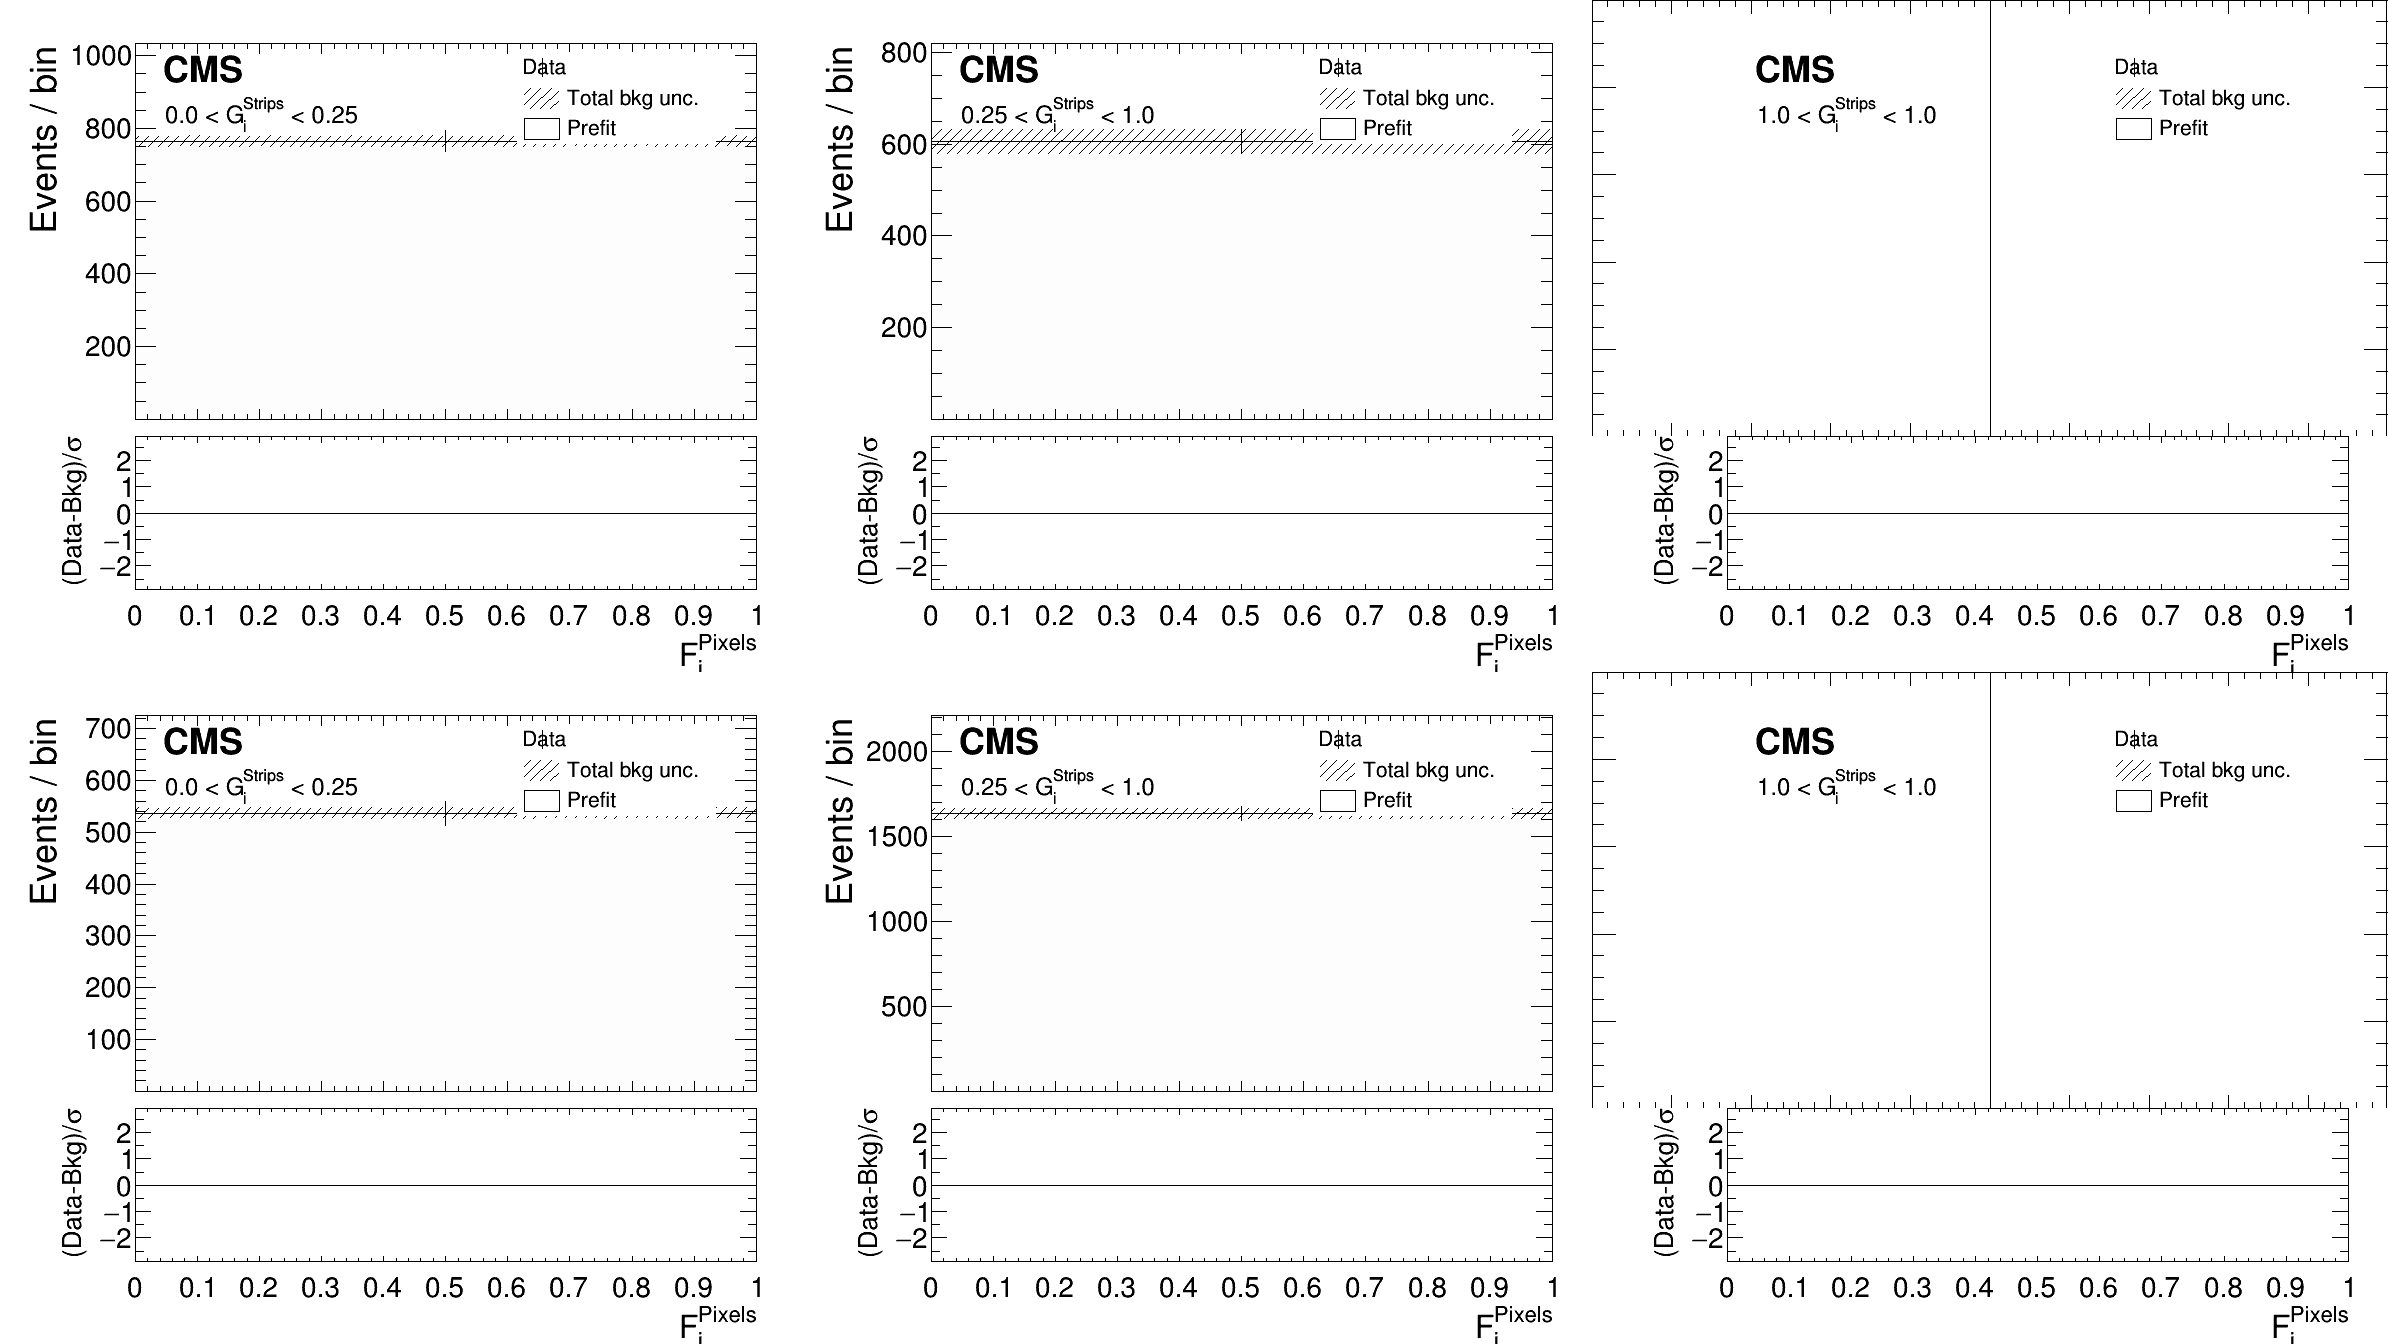 Events / bin
1000
800
600
400
200
CMS
0.0 < G_i^Strips < 0.25
Data
Total bkg unc.
Prefit
(Data-Bkg)/σ
2
1
0
−1
−2
0 0.1 0.2 0.3 0.4 0.5 0.6 0.7 0.8 0.9 1
F_i^Pixels
Events / bin
800
600
400
200
CMS
0.25 < G_i^Strips < 1.0
Data
Total bkg unc.
Prefit
(Data-Bkg)/σ
2
1
0
−1
−2
0 0.1 0.2 0.3 0.4 0.5 0.6 0.7 0.8 0.9 1
F_i^Pixels
CMS
1.0 < G_i^Strips < 1.0
Data
Total bkg unc.
Prefit
(Data-Bkg)/σ
2
1
0
−1
−2
0 0.1 0.2 0.3 0.4 0.5 0.6 0.7 0.8 0.9 1
F_i^Pixels
Events / bin
700
600
500
400
300
200
100
CMS
0.0 < G_i^Strips < 0.25
Data
Total bkg unc.
Prefit
(Data-Bkg)/σ
2
1
0
−1
−2
0 0.1 0.2 0.3 0.4 0.5 0.6 0.7 0.8 0.9 1
F_i^Pixels
Events / bin
2000
1500
1000
500
CMS
0.25 < G_i^Strips < 1.0
Data
Total bkg unc.
Prefit
(Data-Bkg)/σ
2
1
0
−1
−2
0 0.1 0.2 0.3 0.4 0.5 0.6 0.7 0.8 0.9 1
F_i^Pixels
CMS
1.0 < G_i^Strips < 1.0
Data
Total bkg unc.
Prefit
(Data-Bkg)/σ
2
1
0
−1
−2
0 0.1 0.2 0.3 0.4 0.5 0.6 0.7 0.8 0.9 1
F_i^Pixels